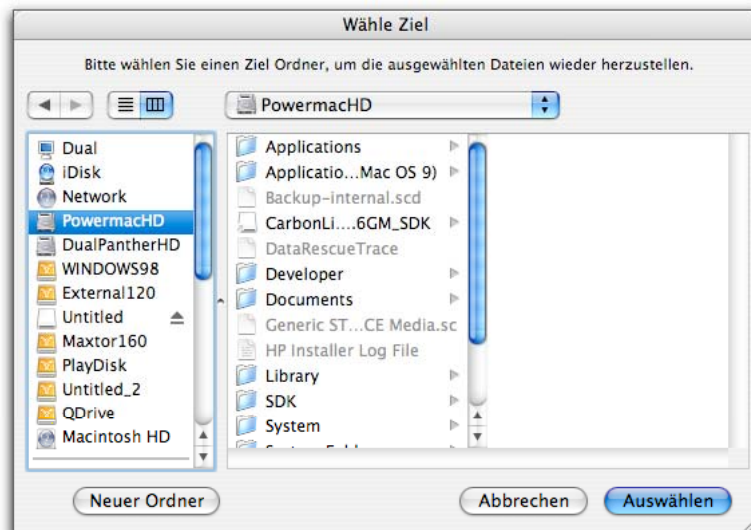 Wähle Ziel
Bitte wählen Sie einen Ziel Ordner, um die ausgewählten Dateien wieder herzustellen.
PowermacHD
Dual
iDisk
Network
PowermacHD
DualPantherHD
WINDOWS98
External120
Untitled
Maxtor160
PlayDisk
Untitled_2
QDrive
Macintosh HD
Applications
Applicatio...Mac OS 9)
Backup-internal.scd
CarbonLi....6GM_SDK
DataRescueTrace
Developer
Documents
Generic ST...CE Media.sc
HP Installer Log File
Library
SDK
System
Neuer Ordner
Abbrechen
Auswählen